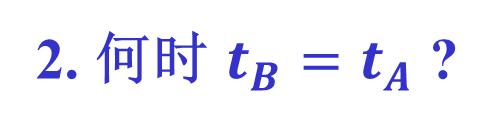 2. 何时 t_B = t_A ?